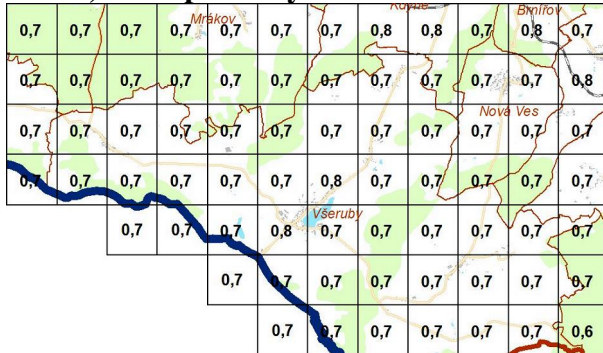 Mrákov
0,7 0,7 0,7 0,7 0,7 0,7 0,7 0,8 0,8 0,7 0,8 0,7
0,7 0,7 0,7 0,7 0,7 0,7 0,7 0,7 0,7 0,7 0,7 0,8
Nová Ves
0,7 0,7 0,7 0,7 0,7 0,7 0,7 0,7 0,7 0,7 0,7 0,7
0,7 0,7 0,7 0,7 0,7 0,7 0,8 0,7 0,7 0,7 0,7 0,7
Všeruby
0,7 0,7 0,7 0,8 0,7 0,7 0,7 0,7 0,7 0,7
0,7 0,7 0,7 0,7 0,7 0,7 0,7 0,7
0,7 0,7 0,7 0,7 0,7 0,7 0,6